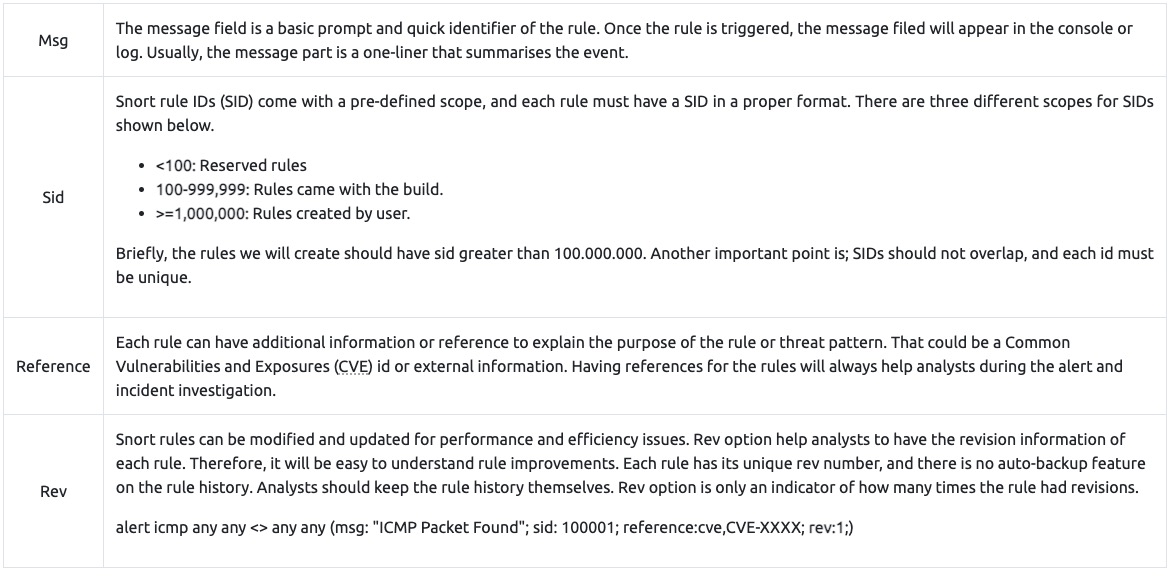 Msg
The message field is a basic prompt and quick identifier of the rule. Once the rule is triggered, the message filed will appear in the console or
log. Usually, the message part is a one-liner that summarises the event.
Sid
Snort rule IDs (SID) come with a pre-defined scope, and each rule must have a SID in a proper format. There are three different scopes for SIDs
shown below.
• <100: Reserved rules
• 100-999,999: Rules came with the build.
• >=1,000,000: Rules created by user.
Briefly, the rules we will create should have sid greater than 100.000.000. Another important point is; SIDs should not overlap, and each id must
be unique.
Reference
Each rule can have additional information or reference to explain the purpose of the rule or threat pattern. That could be a Common
Vulnerabilities and Exposures (CVE) id or external information. Having references for the rules will always help analysts during the alert and
incident investigation.
Rev
Snort rules can be modified and updated for performance and efficiency issues. Rev option help analysts to have the revision information of
each rule. Therefore, it will be easy to understand rule improvements. Each rule has its unique rev number, and there is no auto-backup feature
on the rule history. Analysts should keep the rule history themselves. Rev option is only an indicator of how many times the rule had revisions.
alert icmp any any <> any any (msg: "ICMP Packet Found"; sid: 100001; reference:cve,CVE-XXXX; rev:1;)